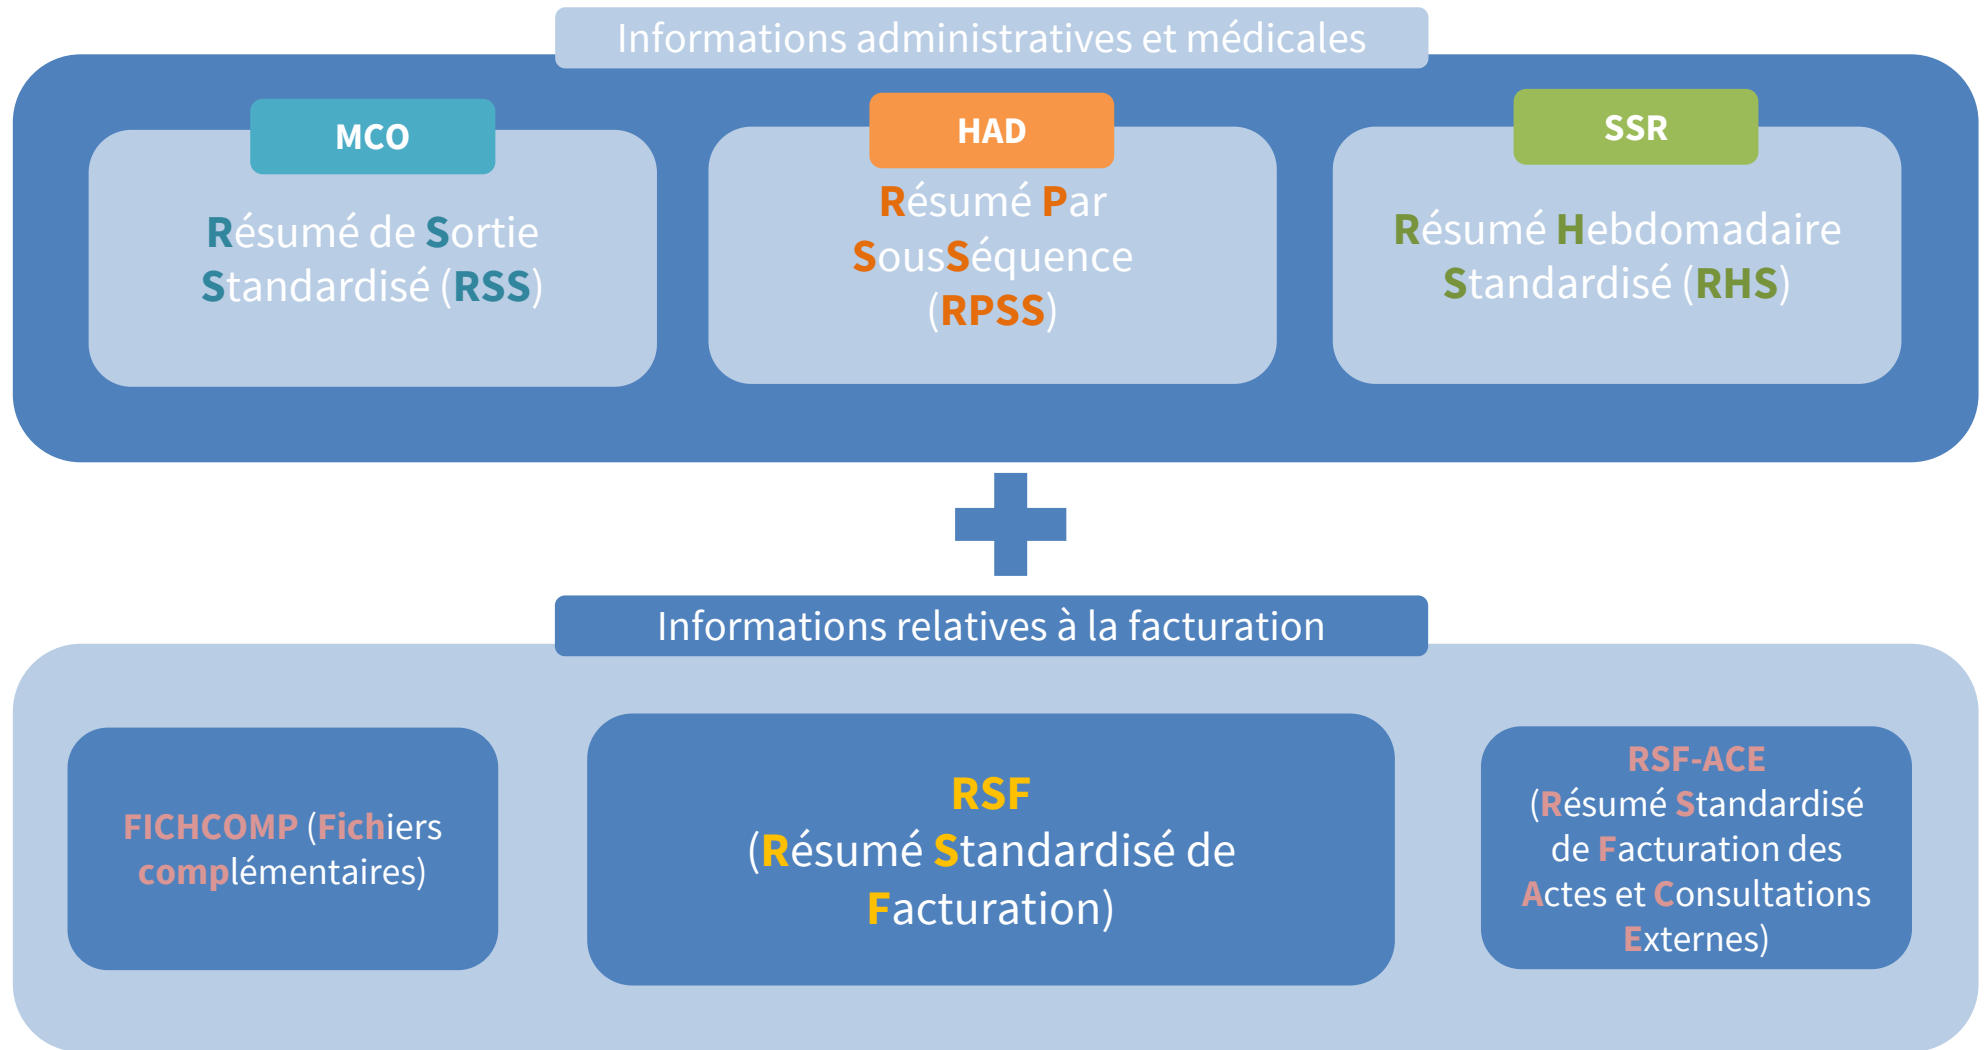 Informations administratives et médicales
MCO
Résumé de Sortie
Standardisé (RSS)
HAD
Résumé Par
SousSéquence
(RPSS)
SSR
Résumé Hebdomadaire
Standardisé (RHS)
Informations relatives à la facturation
FICHCOMP (Fichiers
complémentaires)
RSF
(Résumé Standardisé de
Facturation)
RSF-ACE
(Résumé Standardisé
de Facturation des
Actes et Consultations
Externes)